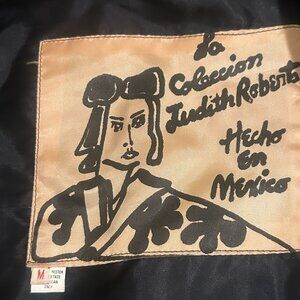 La
Coleccion
Judith Roberts
Hecho
En
Mexico
M